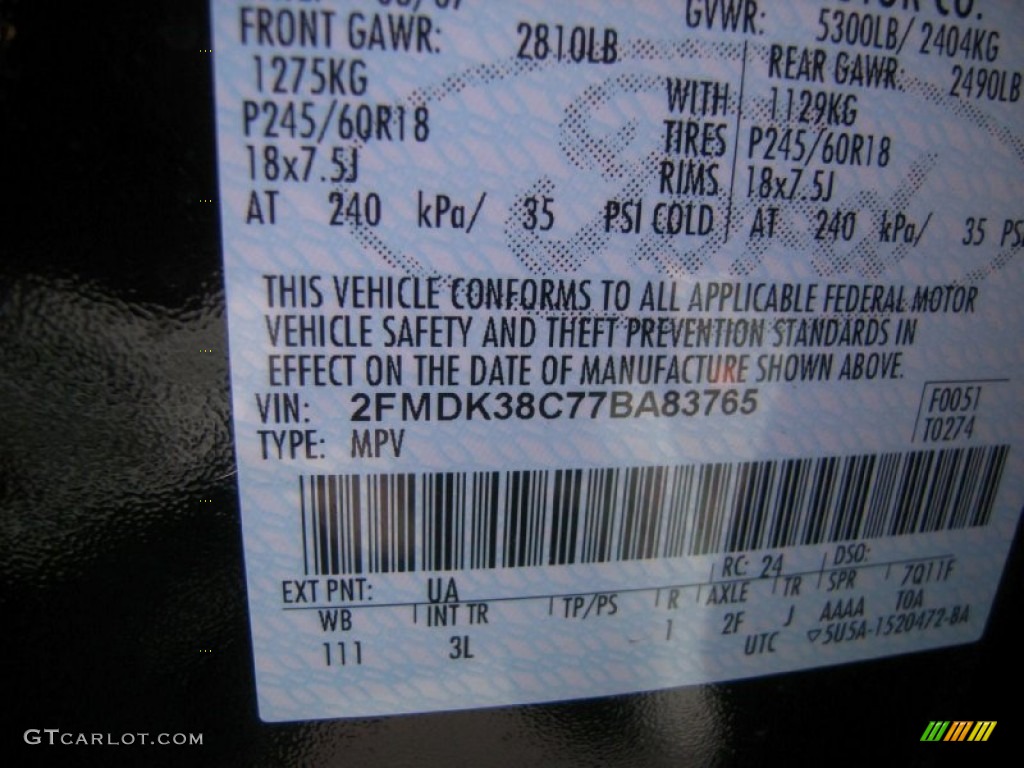 GVWR: 5300LB/ 2404KG
FRONT GAWR: 2810LB REAR GAWR: 2490LB
1275KG WITH 1129KG
P245/60R18 TIRES P245/60R18
18x7.5J RIMS 18x7.5J
AT 240 kPa/ 35 PSI COLD AT 240 kPa/ 35 PSI
THIS VEHICLE CONFORMS TO ALL APPLICABLE FEDERAL MOTOR
VEHICLE SAFETY AND THEFT PREVENTION STANDARDS IN
EFFECT ON THE DATE OF MANUFACTURE SHOWN ABOVE.
VIN: 2FMDK38C77BA83765 F0051
TYPE: MPV T0274
EXT PNT: UA RC: 24 DSO:
WB INT TR TP/PS R AXLE TR SPR 7Q11F
111 3L 1 2F J AAAA T0A
UTC 5U5A-1520472-BA
GTCARLOT.COM